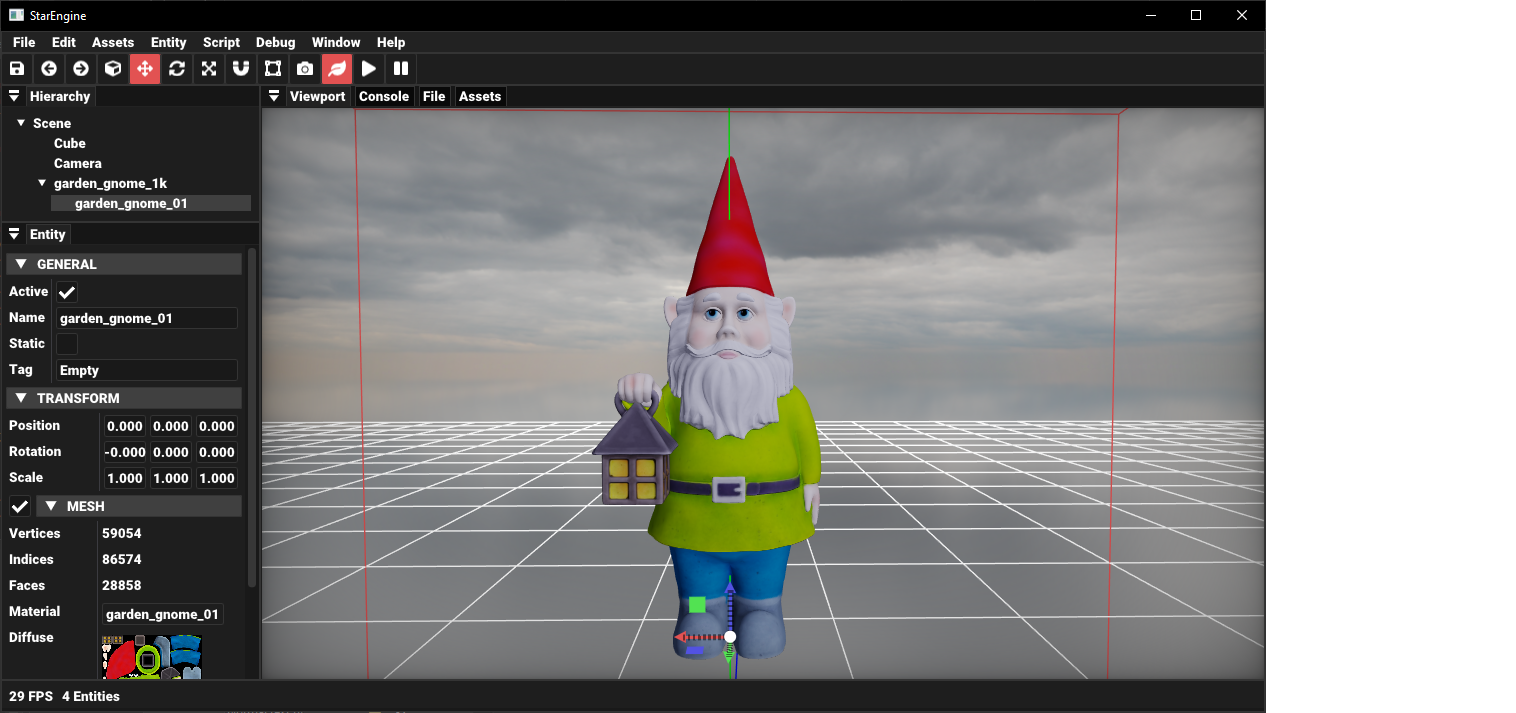 StarEngine
File Edit Assets Entity Script Debug Window Help
Hierarchy
Scene
Cube
Camera
garden_gnome_1k
garden_gnome_01
Entity
GENERAL
Active
Name garden_gnome_01
Static
Tag Empty
TRANSFORM
Position 0.000 0.000 0.000
Rotation -0.000 0.000 0.000
Scale 1.000 1.000 1.000
MESH
Vertices 59054
Indices 86574
Faces 28858
Material garden_gnome_01
Diffuse
Viewport Console File Assets
29 FPS 4 Entities